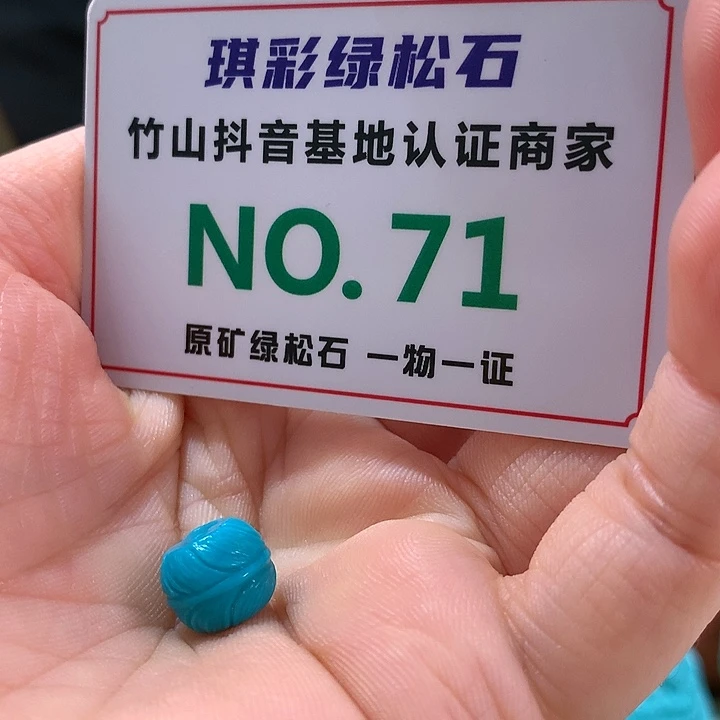 琪彩绿松石
竹山抖音基地认证商家
NO.71
原矿绿松石 一物一证